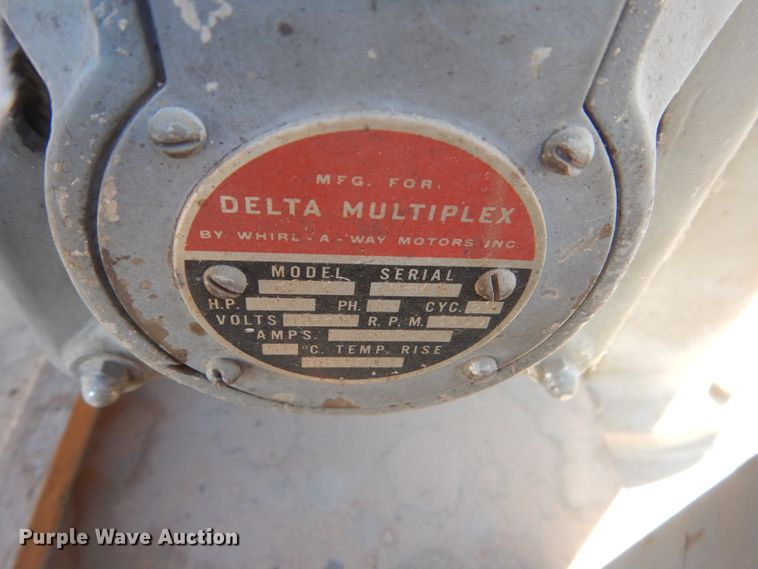 MFG. FOR.
DELTA MULTIPLEX
BY WHIRL-A-WAY MOTORS INC.
MODEL SERIAL
H.P. PH. CYC.
VOLTS R.P.M.
AMPS.
°C. TEMP. RISE
Purple Wave Auction